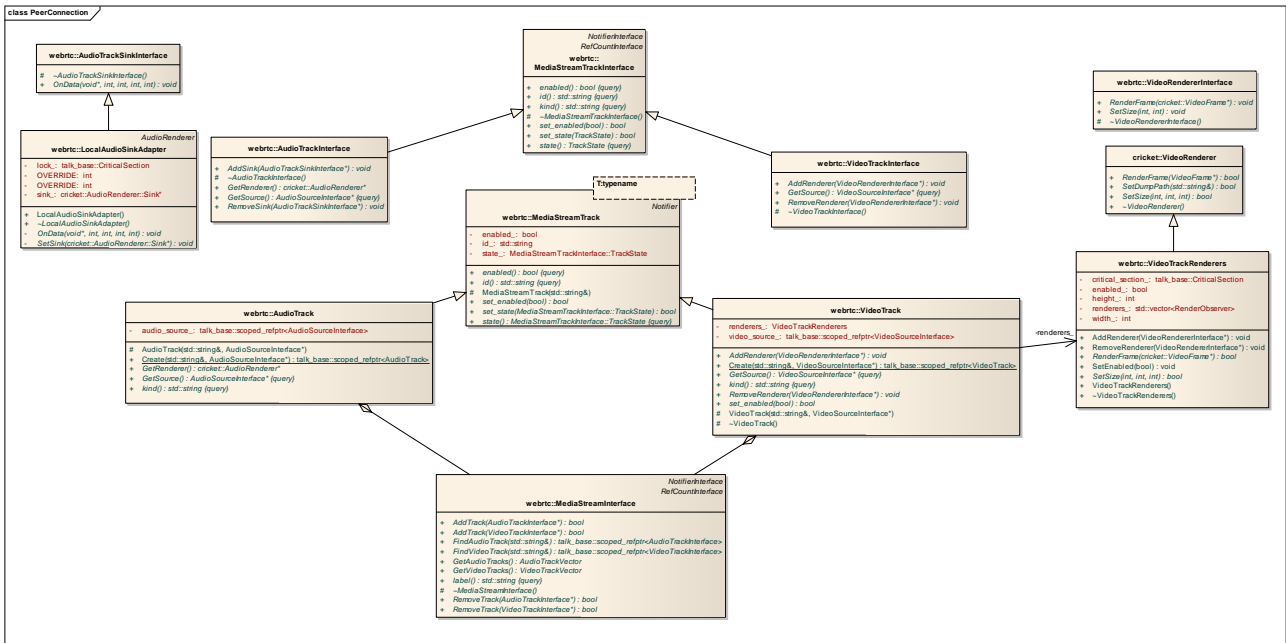 class PeerConnection
webrtc::AudioTrackSinkInterface
# ~AudioTrackSinkInterface()
+ OnData(void*, int, int, int, int) : void
AudioRenderer
webrtc::LocalAudioSinkAdapter
- lock_: talk_base::CriticalSection
- OVERRIDE: int
- OVERRIDE: int
- sink_: cricket::AudioRenderer::Sink*
+ LocalAudioSinkAdapter()
+ ~LocalAudioSinkAdapter()
- OnData(void*, int, int, int, int) : void
- SetSink(cricket::AudioRenderer::Sink*) : void
webrtc::AudioTrackInterface
+ AddSink(AudioTrackSinkInterface*) : void
# ~AudioTrackInterface()
+ GetRenderer() : cricket::AudioRenderer*
+ GetSource() : AudioSourceInterface* {query}
+ RemoveSink(AudioTrackSinkInterface*) : void
NotifierInterface
RefCountInterface
webrtc::
MediaStreamTrackInterface
+ enabled() : bool {query}
+ id() : std::string {query}
+ kind() : std::string {query}
# ~MediaStreamTrackInterface()
+ set_enabled(bool) : bool
+ set_state(TrackState) : bool
+ state() : TrackState {query}
webrtc::VideoTrackInterface
+ AddRenderer(VideoRendererInterface*) : void
+ GetSource() : VideoSourceInterface* {query}
+ RemoveRenderer(VideoRendererInterface*) : void
# ~VideoTrackInterface()
webrtc::VideoRendererInterface
+ RenderFrame(cricket::VideoFrame*) : void
+ SetSize(int, int) : void
# ~VideoRendererInterface()
cricket::VideoRenderer
+ RenderFrame(VideoFrame*) : bool
+ SetDumpPath(std::string&) : bool
+ SetSize(int, int, int) : bool
+ ~VideoRenderer()
T:typename
Notifier
webrtc::MediaStreamTrack
- enabled_: bool
- id_: std::string
- state_: MediaStreamTrackInterface::TrackState
+ enabled() : bool {query}
+ id() : std::string {query}
# MediaStreamTrack(std::string&)
+ set_enabled(bool) : bool
+ set_state(MediaStreamTrackInterface::TrackState) : bool
+ state() : MediaStreamTrackInterface::TrackState {query}
webrtc::AudioTrack
- audio_source_: talk_base::scoped_refptr<AudioSourceInterface>
# AudioTrack(std::string&, AudioSourceInterface*)
+ Create(std::string&, AudioSourceInterface*) : talk_base::scoped_refptr<AudioTrack>
+ GetRenderer() : cricket::AudioRenderer*
+ GetSource() : AudioSourceInterface* {query}
+ kind() : std::string {query}
webrtc::VideoTrack
- renderers_: VideoTrackRenderers
- video_source_: talk_base::scoped_refptr<VideoSourceInterface>
+ AddRenderer(VideoRendererInterface*) : void
+ Create(std::string&, VideoSourceInterface*) : talk_base::scoped_refptr<VideoTrack>
+ GetSource() : VideoSourceInterface* {query}
+ kind() : std::string {query}
+ RemoveRenderer(VideoRendererInterface*) : void
+ set_enabled(bool) : bool
# VideoTrack(std::string&, VideoSourceInterface*)
# ~VideoTrack()
-renderers_
webrtc::VideoTrackRenderers
- critical_section_: talk_base::CriticalSection
- enabled_: bool
- height_: int
- renderers_: std::vector<RenderObserver>
- width_: int
+ AddRenderer(VideoRendererInterface*) : void
+ RemoveRenderer(VideoRendererInterface*) : void
+ RenderFrame(cricket::VideoFrame*) : bool
+ SetEnabled(bool) : void
+ SetSize(int, int, int) : bool
+ VideoTrackRenderers()
+ ~VideoTrackRenderers()
NotifierInterface
RefCountInterface
webrtc::MediaStreamInterface
+ AddTrack(AudioTrackInterface*) : bool
+ AddTrack(VideoTrackInterface*) : bool
+ FindAudioTrack(std::string&) : talk_base::scoped_refptr<AudioTrackInterface>
+ FindVideoTrack(std::string&) : talk_base::scoped_refptr<VideoTrackInterface>
+ GetAudioTracks() : AudioTrackVector
+ GetVideoTracks() : VideoTrackVector
+ label() : std::string {query}
# ~MediaStreamInterface()
+ RemoveTrack(AudioTrackInterface*) : bool
+ RemoveTrack(VideoTrackInterface*) : bool